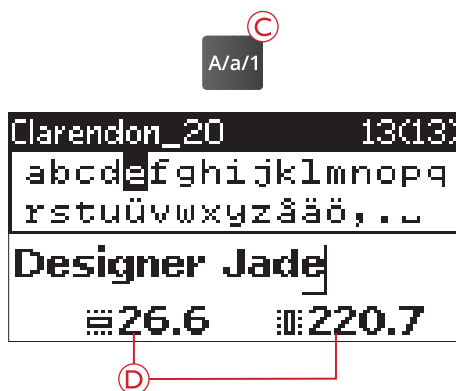 C
A/a/1
Clarendon_20 13(13)
abcdefghijklmnopq
rstuüvwxyzåäö,.⎵
Designer Jade
26.6 220.7
D